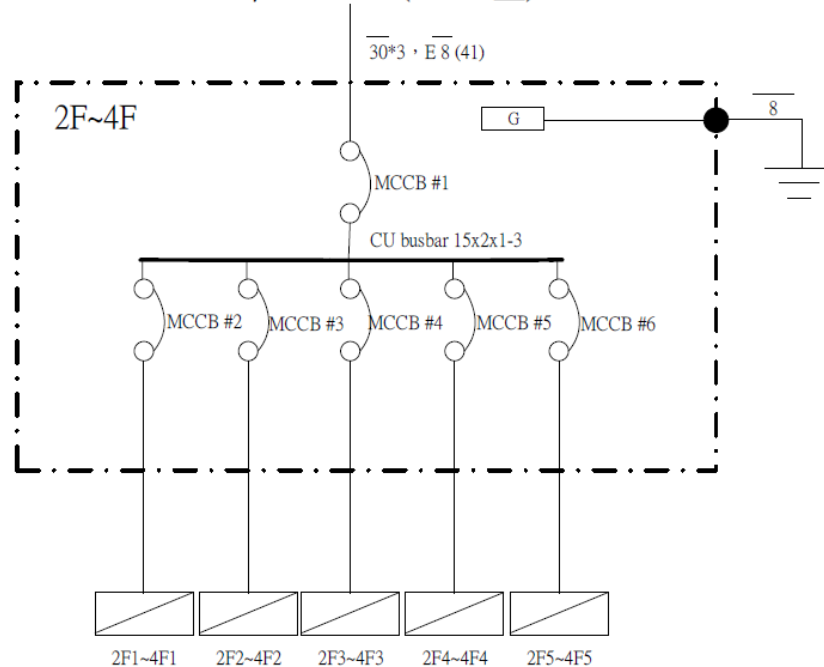 30*3，E 8 (41)
2F~4F
G
8
MCCB #1
CU busbar 15x2x1-3
MCCB #2
MCCB #3
MCCB #4
MCCB #5
MCCB #6
2F1~4F1
2F2~4F2
2F3~4F3
2F4~4F4
2F5~4F5